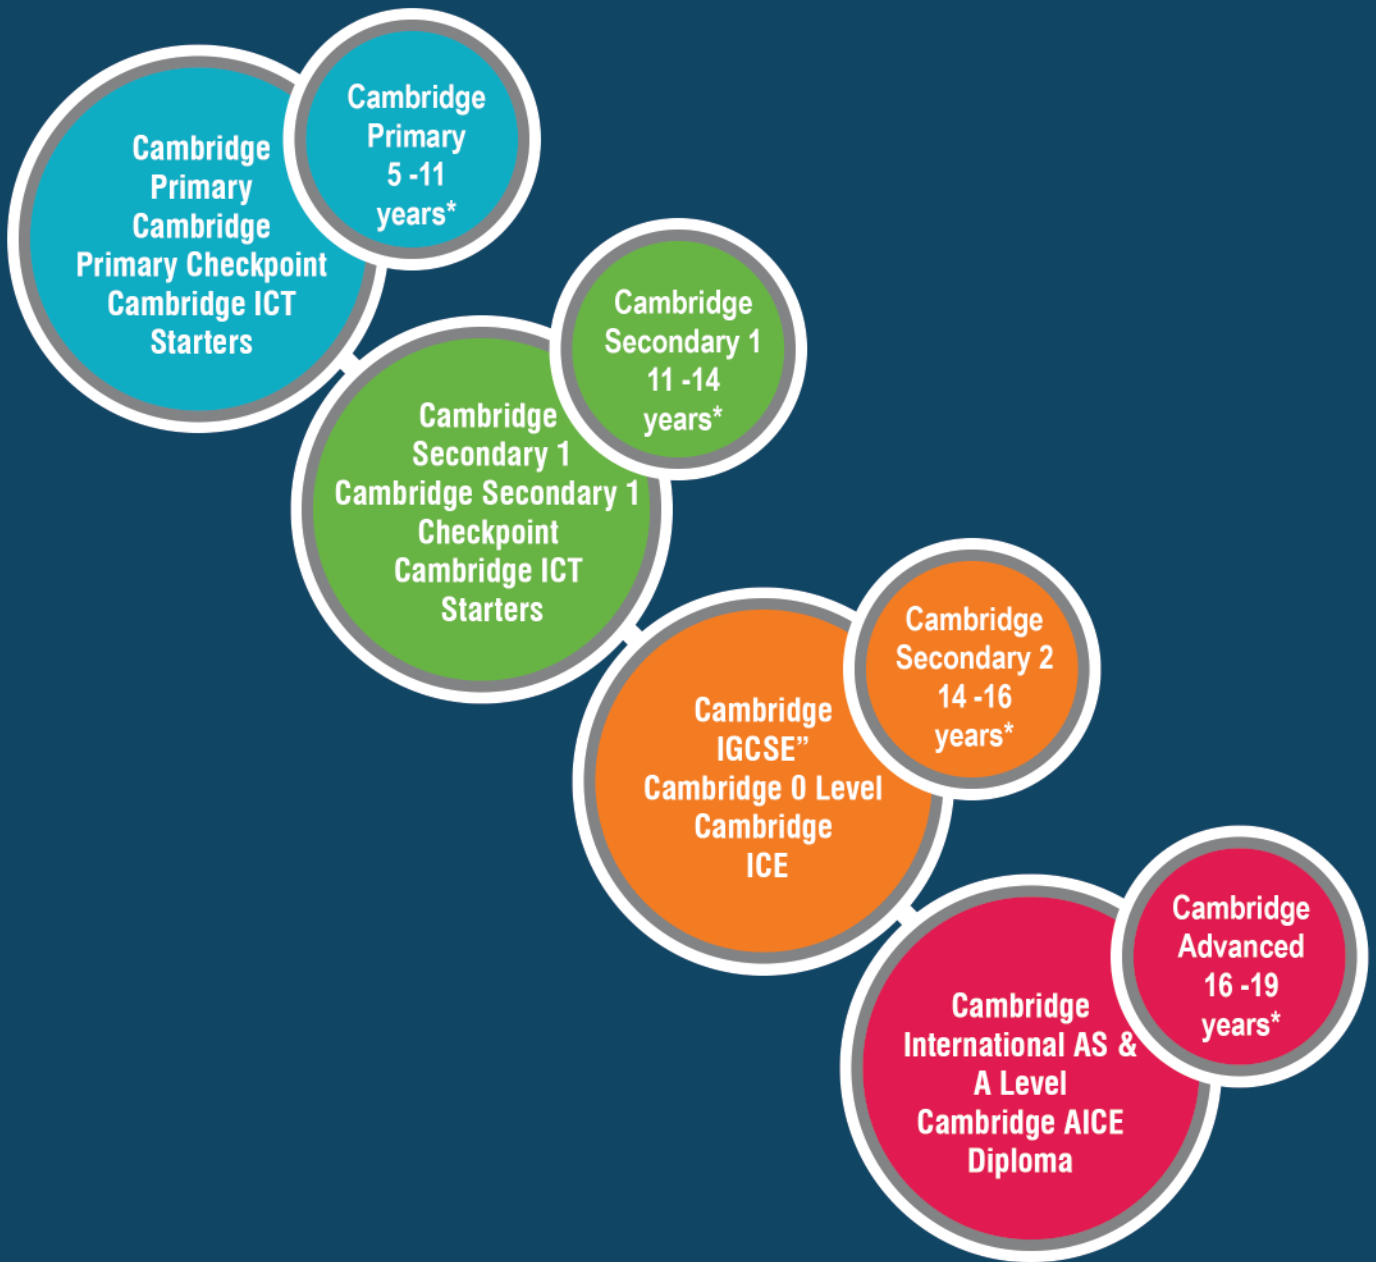 Cambridge
Primary
5 -11
years*
Cambridge
Primary
Cambridge
Primary Checkpoint
Cambridge ICT
Starters
Cambridge
Secondary 1
11 -14
years*
Cambridge
Secondary 1
Cambridge Secondary 1
Checkpoint
Cambridge ICT
Starters
Cambridge
Secondary 2
14 -16
years*
Cambridge
IGCSE”
Cambridge O Level
Cambridge
ICE
Cambridge
Advanced
16 -19
years*
Cambridge
International AS &
A Level
Cambridge AICE
Diploma